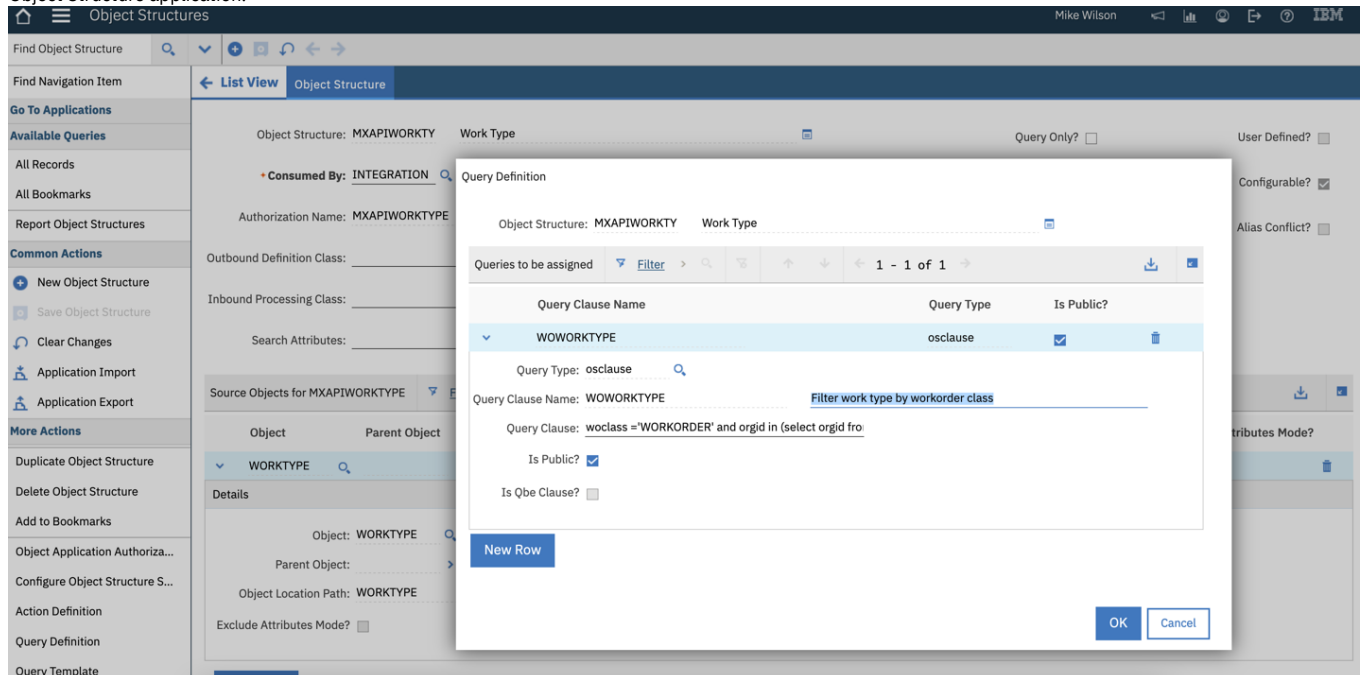 Object Structure application.
Object Structures
Mike Wilson
IBM
Find Object Structure
Find Navigation Item
List View
Object Structure
Go To Applications
Available Queries
All Records
All Bookmarks
Report Object Structures
Common Actions
New Object Structure
Save Object Structure
Clear Changes
Application Import
Application Export
More Actions
Duplicate Object Structure
Delete Object Structure
Add to Bookmarks
Object Application Authoriza...
Configure Object Structure S...
Action Definition
Query Definition
Query Template
Object Structure: MXAPIWORKTY Work Type
Query Only?
User Defined?
*Consumed By: INTEGRATION
Configurable?
Authorization Name: MXAPIWORKTYPE
Alias Conflict?
Outbound Definition Class:
Inbound Processing Class:
Search Attributes:
Source Objects for MXAPIWORKTYPE
Object Parent Object
tributes Mode?
WORKTYPE
Details
Object: WORKTYPE
Parent Object:
Object Location Path: WORKTYPE
Exclude Attributes Mode?
Query Definition
Object Structure: MXAPIWORKTY Work Type
Queries to be assigned Filter 1 - 1 of 1
Query Clause Name Query Type Is Public?
WOWORKTYPE osclause
Query Type: osclause
Query Clause Name: WOWORKTYPE Filter work type by workorder class
Query Clause: woclass ='WORKORDER' and orgid in (select orgid fro
Is Public?
Is Qbe Clause?
New Row
OK
Cancel